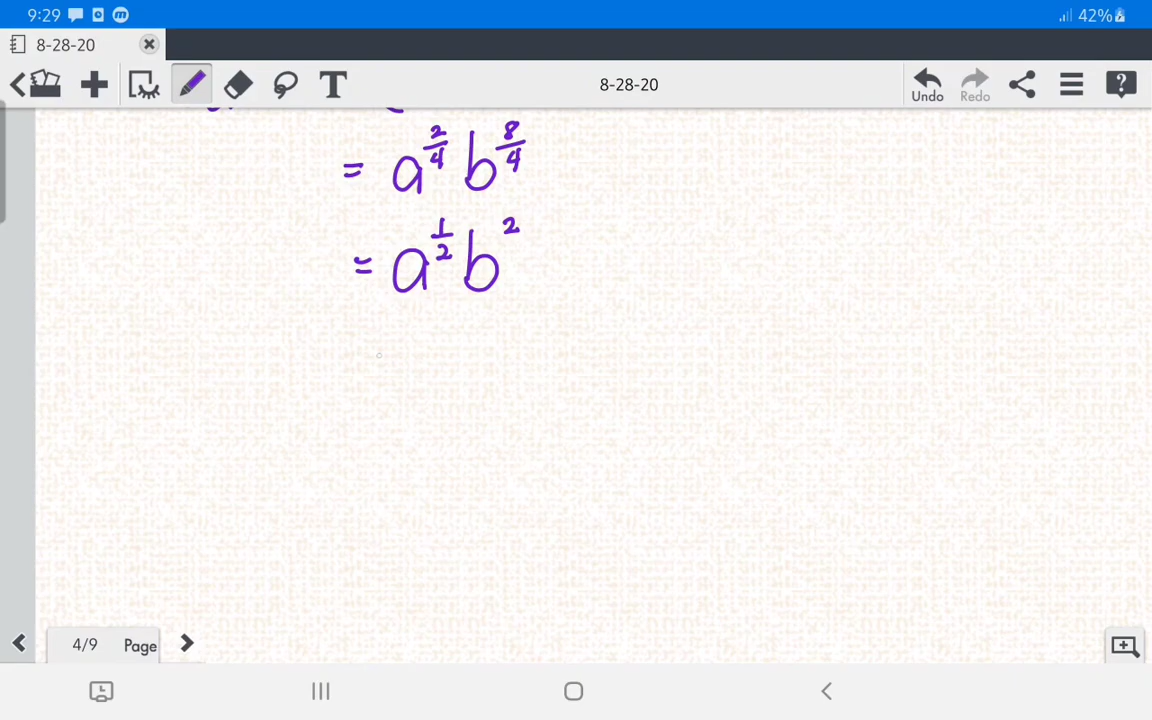 9:29 42%
8-28-20
T 8-28-20 Undo Redo ?
= a^{2/4} b^{8/4}
= a^{1/2} b^2
4/9 Page